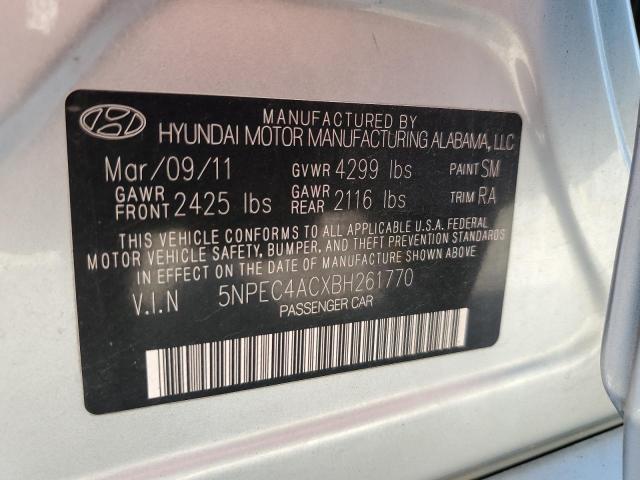 MANUFACTURED BY
HYUNDAI MOTOR MANUFACTURING ALABAMA, LLC
Mar/09/11 GVWR 4299 lbs PAINT SM
GAWR FRONT 2425 lbs GAWR REAR 2116 lbs TRIM RA
THIS VEHICLE CONFORMS TO ALL APPLICABLE U.S.A. FEDERAL
MOTOR VEHICLE SAFETY, BUMPER, AND THEFT PREVENTION STANDARDS
IN EFFECT ON THE DATE OF MANUFACTURE SHOWN ABOVE
V.I.N 5NPEC4ACXBH261770
PASSENGER CAR